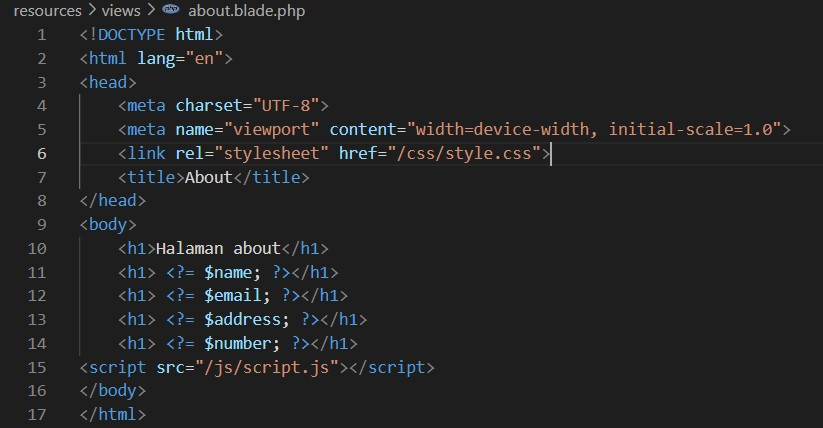 resources > views > php about.blade.php
1 <!DOCTYPE html>
2 <html lang="en">
3 <head>
4 <meta charset="UTF-8">
5 <meta name="viewport" content="width=device-width, initial-scale=1.0">
6 <link rel="stylesheet" href="/css/style.css">
7 <title>About</title>
8 </head>
9 <body>
10 <h1>Halaman about</h1>
11 <h1> <?= $name; ?></h1>
12 <h1> <?= $email; ?></h1>
13 <h1> <?= $address; ?></h1>
14 <h1> <?= $number; ?></h1>
15 <script src="/js/script.js"></script>
16 </body>
17 </html>